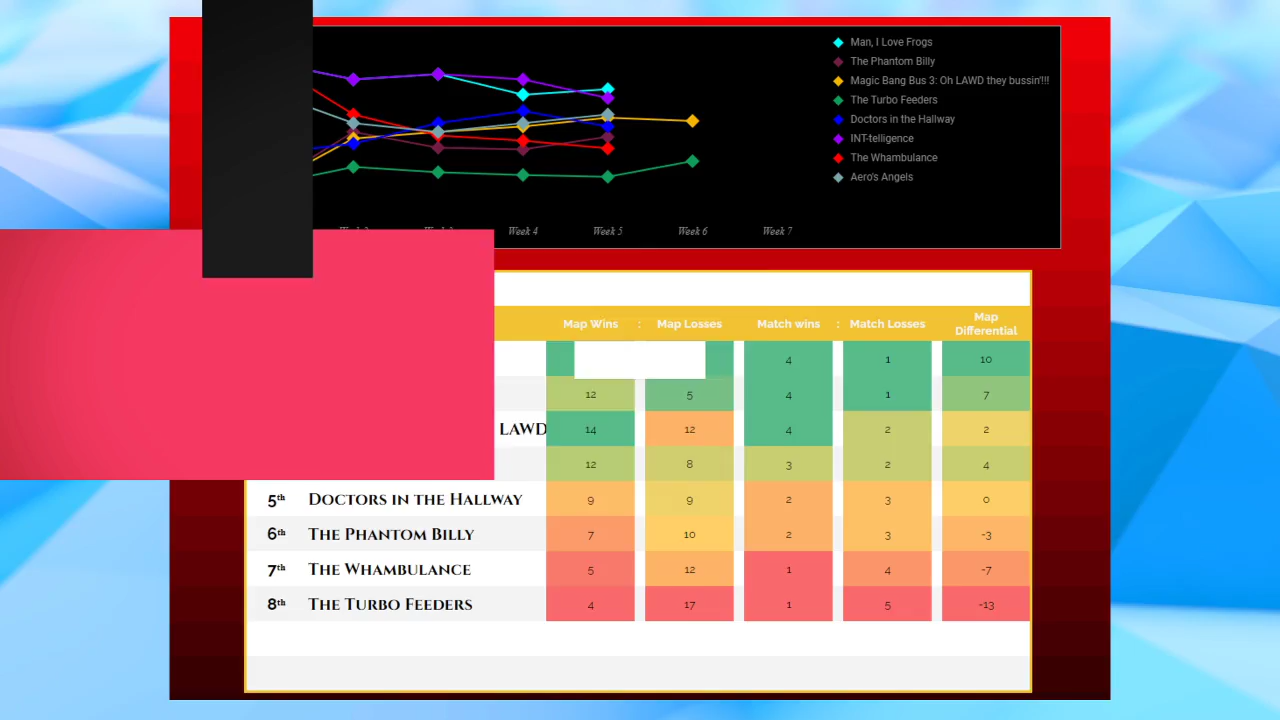 Man, I Love Frogs
The Phantom Billy
Magic Bang Bus 3: Oh LAWD they bussin'!!!
The Turbo Feeders
Doctors in the Hallway
INT-telligence
The Whambulance
Aero's Angels
Week 4 Week 5 Week 6 Week 7
Map Wins : Map Losses Match wins : Match Losses Map Differential
4 1 10
12 5 4 1 7
LAWD 14 12 4 2 2
12 8 3 2 4
5th Doctors in the Hallway 9 9 2 3 0
6th The Phantom Billy 7 10 2 3 -3
7th The Whambulance 5 12 1 4 -7
8th The Turbo Feeders 4 17 1 5 -13